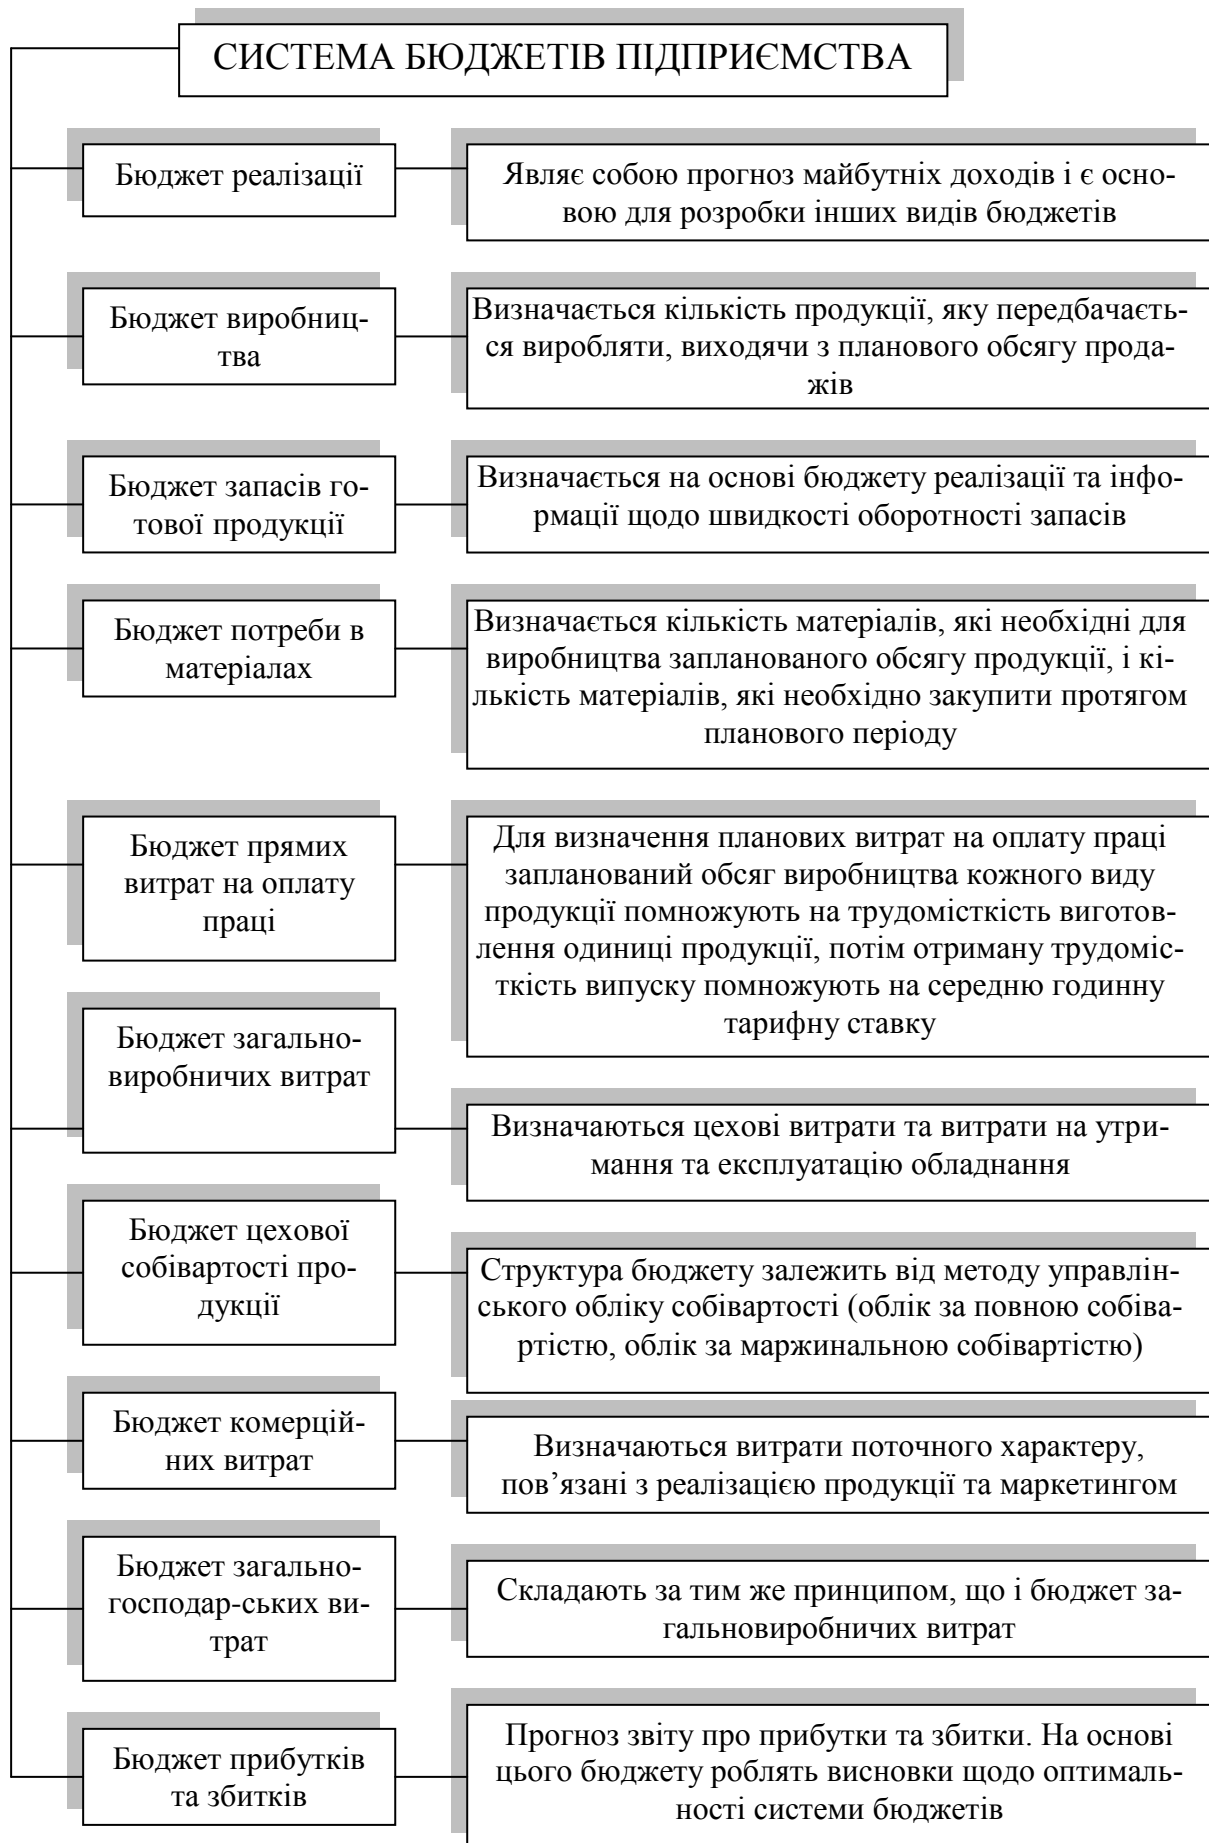 СИСТЕМА БЮДЖЕТІВ ПІДПРИЄМСТВА
Бюджет реалізації
Являє собою прогноз майбутніх доходів і є осно-
вою для розробки інших видів бюджетів
Бюджет виробниц-
тва
Визначається кількість продукції, яку передбачаєть-
ся виробляти, виходячи з планового обсягу прода-
жів
Бюджет запасів го-
тової продукції
Визначається на основі бюджету реалізації та інфо-
рмації щодо швидкості оборотності запасів
Бюджет потреби в
матеріалах
Визначається кількість матеріалів, які необхідні для
виробництва запланованого обсягу продукції, і кі-
лькість матеріалів, які необхідно закупити протягом
планового періоду
Бюджет прямих
витрат на оплату
праці
Для визначення планових витрат на оплату праці
запланований обсяг виробництва кожного виду
продукції помножують на трудомісткість виготов-
лення одиниці продукції, потім отриману трудоміс-
ткість випуску помножують на середню годинну
тарифну ставку
Бюджет загально-
виробничих витрат
Визначаються цехові витрати та витрати на утри-
мання та експлуатацію обладнання
Бюджет цехової
собівартості про-
дукції
Структура бюджету залежить від методу управлін-
ського обліку собівартості (облік за повною собіва-
ртістю, облік за маржинальною собівартістю)
Бюджет комерцій-
них витрат
Визначаються витрати поточного характеру,
пов’язані з реалізацією продукції та маркетингом
Бюджет загально-
господар-ських ви-
трат
Складають за тим же принципом, що і бюджет за-
гальновиробничих витрат
Бюджет прибутків
та збитків
Прогноз звіту про прибутки та збитки. На основі
цього бюджету роблять висновки щодо оптималь-
ності системи бюджетів